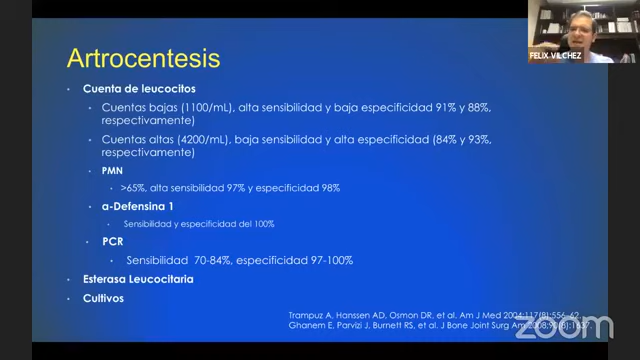 FELIX VILCHEZ
Artrocentesis
Cuenta de leucocitos
Cuentas bajas (1100/mL), alta sensibilidad y baja especificidad 91% y 88%,
respectivamente)
Cuentas altas (4200/mL), baja sensibilidad y alta especificidad (84% y 93%,
respectivamente)
PMN
>65%, alta sensibilidad 97% y especificidad 98%
α-Defensina 1
Sensibilidad y especificidad del 100%
PCR
Sensibilidad 70-84%, especificidad 97-100%
Esterasa Leucocitaria
Cultivos
Trampuz A, Hanssen AD, Osmon DR, et al. Am J Med 2004;117(8):556-62.
Ghanem E, Parvizi J, Burnett RS, et al. J Bone Joint Surg Am 2008;90(8):1637.
zoom